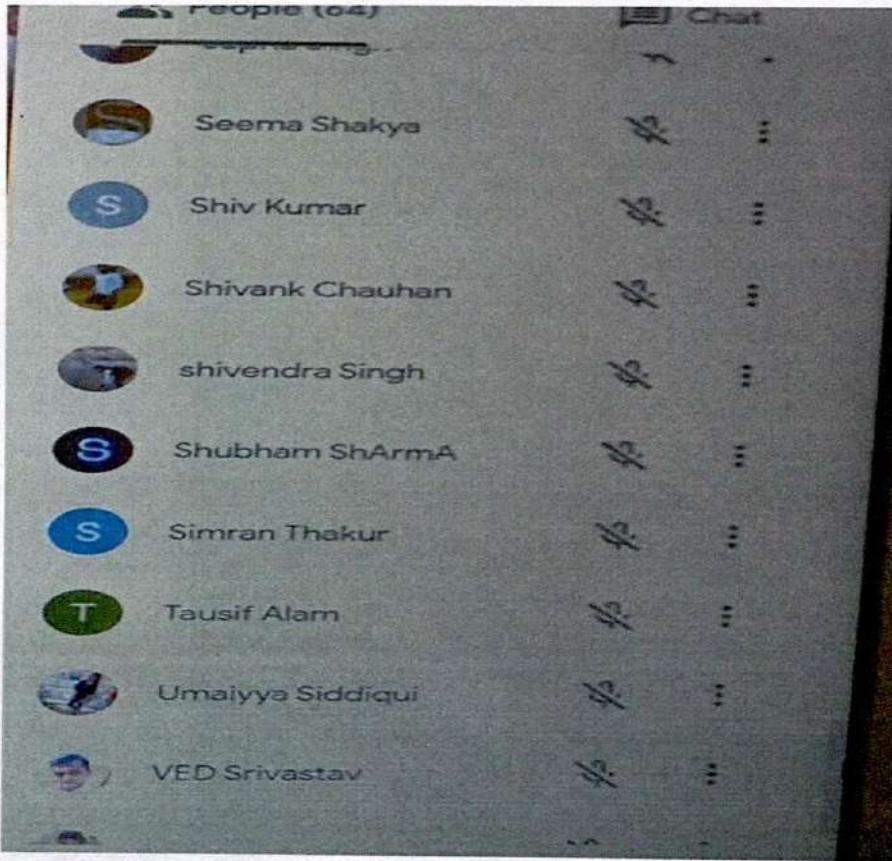 People (64)
Chat
Seema Shakya
S
Shiv Kumar
Shivank Chauhan
shivendra Singh
S
Shubham ShArmA
S
Simran Thakur
T
Tausif Alam
Umaiyya Siddiqui
VED Srivastav